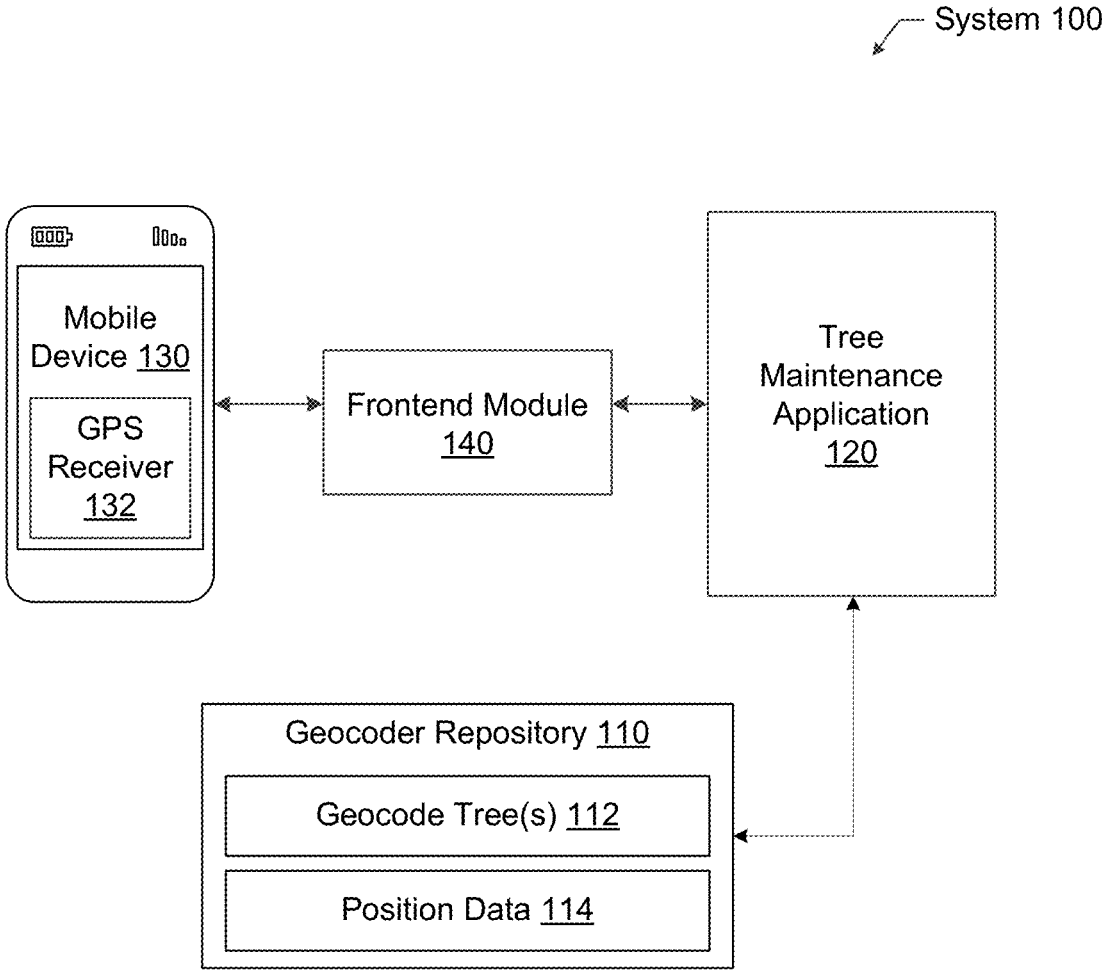 System 100
Mobile
Device 130
GPS
Receiver
132
Frontend Module
140
Tree
Maintenance
Application
120
Geocoder Repository 110
Geocode Tree(s) 112
Position Data 114